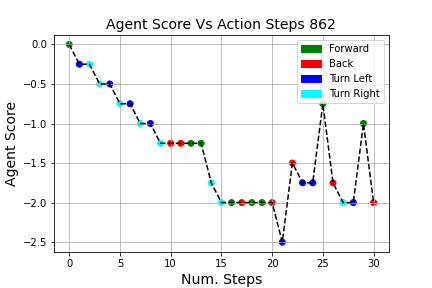 Agent Score Vs Action Steps 862
Forward
Back
Turn Left
Turn Right
Agent Score
0.0
−0.5
−1.0
−1.5
−2.0
−2.5
0 5 10 15 20 25 30
Num. Steps